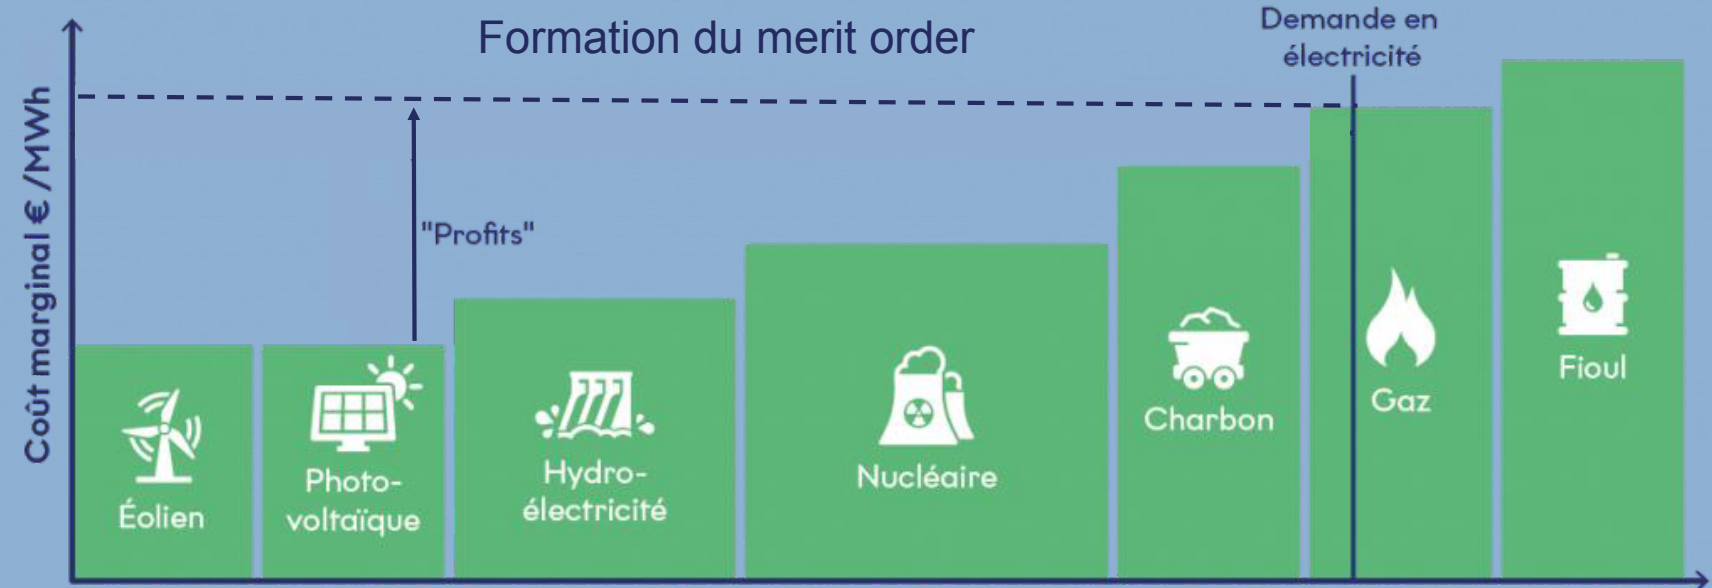 Formation du merit order
Demande en
électricité
Coût marginal € /MWh
"Profits"
Éolien
Photo-
voltaïque
Hydro-
électricité
Nucléaire
Charbon
Gaz
Fioul